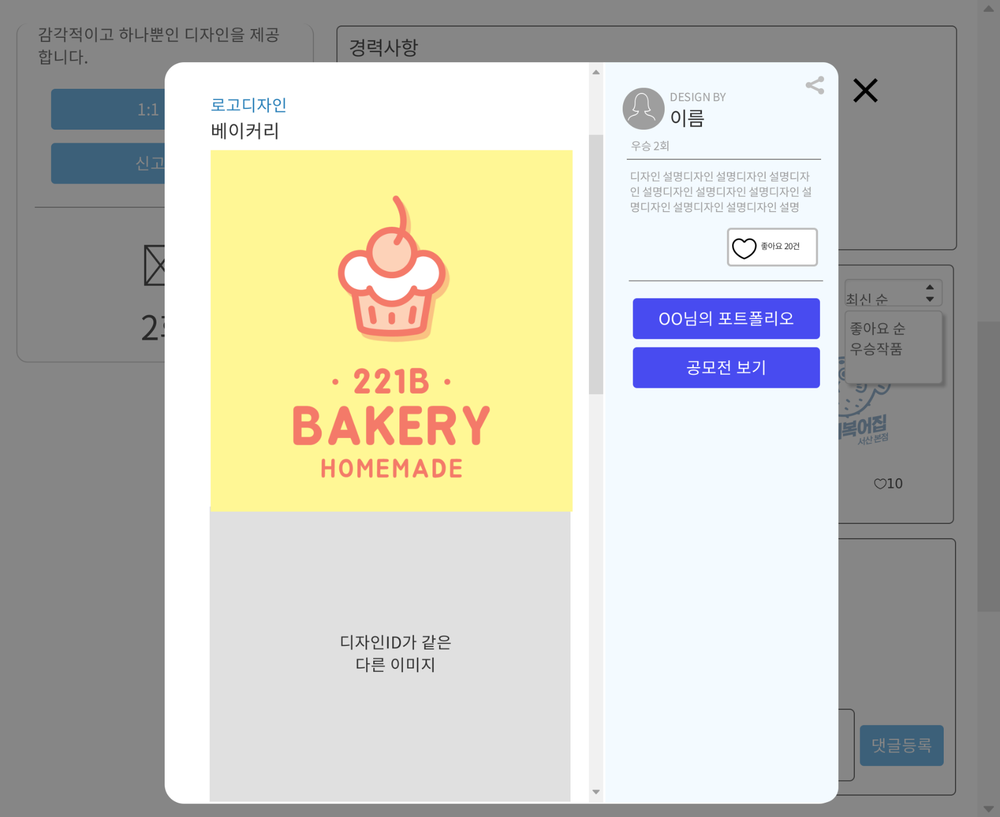 감각적이고 하나뿐인 디자인을 제공
합니다.
1:1
신고
경력사항
로고디자인
베이커리
· 221B ·
BAKERY
HOMEMADE
디자인ID가 같은
다른 이미지
DESIGN BY
이름
우승 2회
디자인 설명디자인 설명디자인 설명디자
인 설명디자인 설명디자인 설명디자인 설
명디자인 설명디자인 설명디자인 설명
좋아요 20건
OO님의 포트폴리오
공모전 보기
최신 순
좋아요 순
우승작품
복어집
서산 본점
♡10
댓글등록